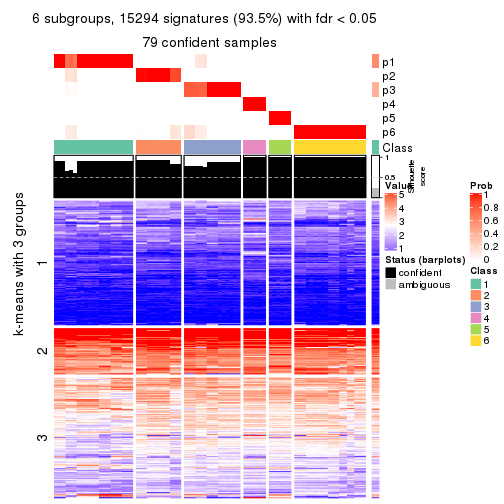 6 subgroups, 15294 signatures (93.5%) with fdr < 0.05
79 confident samples
p1
p2
p3
p4
p5
p6
Class
1
0.5
0
Silhouette
score
k-means with 3 groups
1
2
3
Value
5
4
3
2
1
Status (barplots)
confident
ambiguous
Prob
1
0.8
0.6
0.4
0.2
0
Class
1
2
3
4
5
6